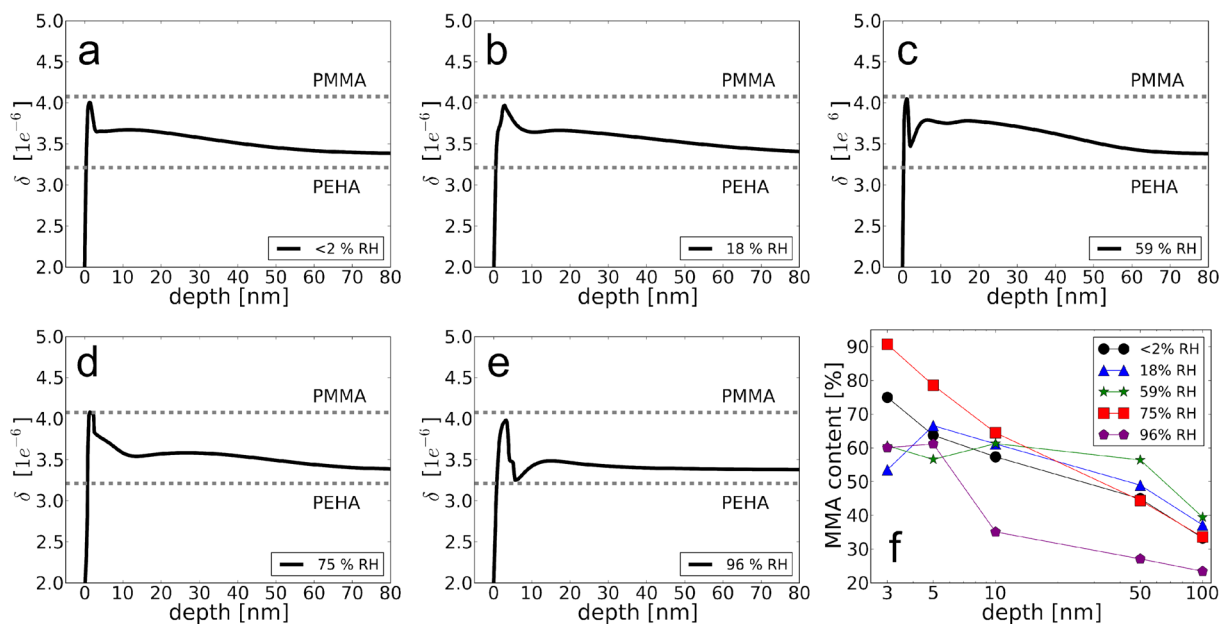 a
5.0
4.5
4.0
3.5
3.0
2.5
2.0
δ [1e⁻⁶]
PMMA
PEHA
<2 % RH
0 10 20 30 40 50 60 70 80
depth [nm]
b
5.0
4.5
4.0
3.5
3.0
2.5
2.0
δ [1e⁻⁶]
PMMA
PEHA
18 % RH
0 10 20 30 40 50 60 70 80
depth [nm]
c
5.0
4.5
4.0
3.5
3.0
2.5
2.0
δ [1e ⁶]
PMMA
PEHA
59 % RH
0 10 20 30 40 50 60 70 80
depth [nm]
d
5.0
4.5
4.0
3.5
3.0
2.5
2.0
δ [1e⁻⁶]
PMMA
PEHA
75 % RH
0 10 20 30 40 50 60 70 80
depth [nm]
e
5.0
4.5
4.0
3.5
3.0
2.5
2.0
δ [1e⁻⁶]
PMMA
PEHA
96 % RH
0 10 20 30 40 50 60 70 80
depth [nm]
f
90
80
70
60
50
40
30
20
MMA content [%]
<2% RH
18% RH
59% RH
75% RH
96% RH
3 5 10 50 100
depth [nm]